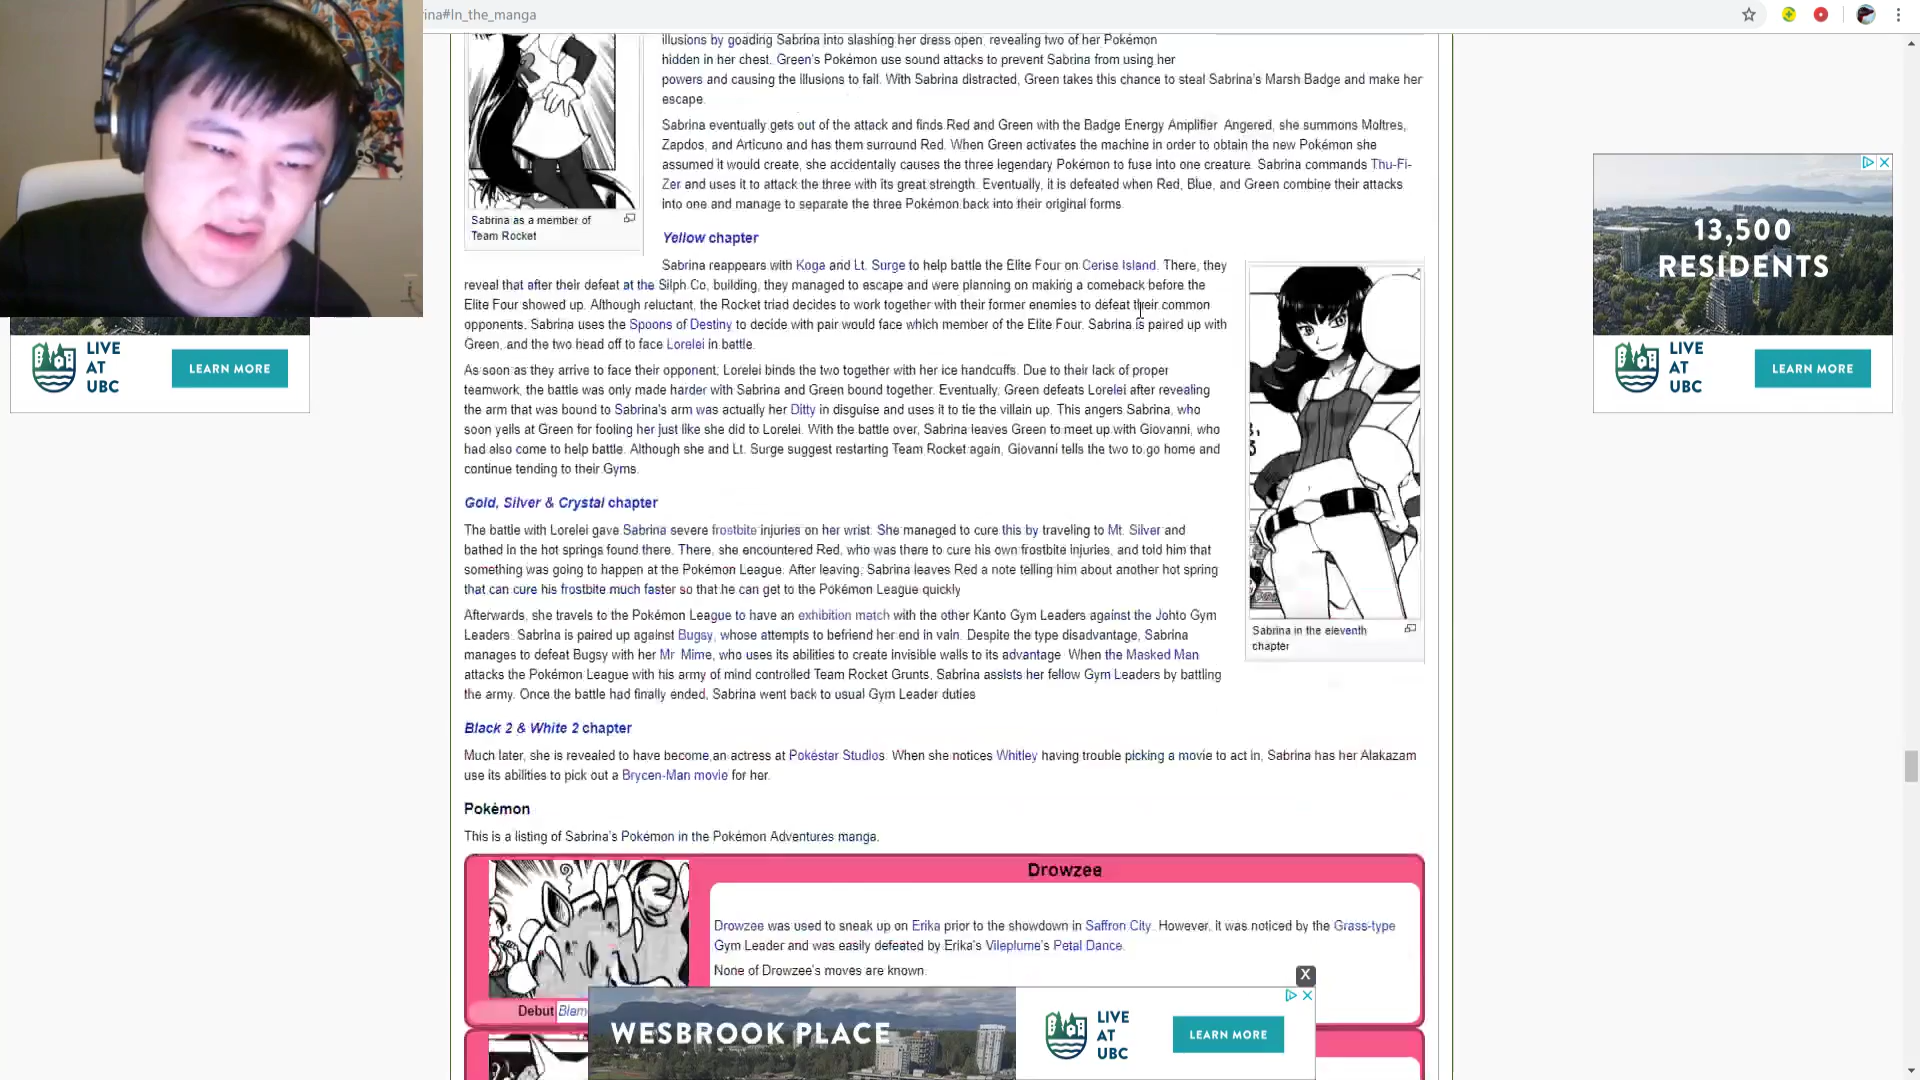 ina#In_the_manga
illusions by goading Sabrina into slashing her dress open, revealing two of her Pokémon
hidden in her chest. Green's Pokémon use sound attacks to prevent Sabrina from using her
powers and causing the illusions to fall. With Sabrina distracted, Green takes this chance to steal Sabrina's Marsh Badge and make her
escape.
Sabrina eventually gets out of the attack and finds Red and Green with the Badge Energy Amplifier. Angered, she summons Moltres,
Zapdos, and Articuno and has them surround Red. When Green activates the machine in order to obtain the new Pokémon she
assumed it would create, she accidentally causes the three legendary Pokémon to fuse into one creature. Sabrina commands Thu-Fi-
Zer and uses it to attack the three with its great strength. Eventually, it is defeated when Red, Blue, and Green combine their attacks
into one and manage to separate the three Pokémon back into their original forms.
Sabrina as a member of
Team Rocket
Yellow chapter
Sabrina reappears with Koga and Lt. Surge to help battle the Elite Four on Cerise Island. There, they
reveal that after their defeat at the Silph Co. building, they managed to escape and were planning on making a comeback before the
Elite Four showed up. Although reluctant, the Rocket triad decides to work together with their former enemies to defeat their common
opponents. Sabrina uses the Spoons of Destiny to decide with pair would face which member of the Elite Four. Sabrina is paired up with
Green, and the two head off to face Lorelei in battle.
As soon as they arrive to face their opponent, Lorelei binds the two together with her ice handcuffs. Due to their lack of proper
teamwork, the battle was only made harder with Sabrina and Green bound together. Eventually, Green defeats Lorelei after revealing
the arm that was bound to Sabrina's arm was actually her Ditty in disguise and uses it to tie the villain up. This angers Sabrina, who
soon yells at Green for fooling her just like she did to Lorelei. With the battle over, Sabrina leaves Green to meet up with Giovanni, who
had also come to help battle. Although she and Lt. Surge suggest restarting Team Rocket again, Giovanni tells the two to go home and
continue tending to their Gyms.
Gold, Silver & Crystal chapter
The battle with Lorelei gave Sabrina severe frostbite injuries on her wrist. She managed to cure this by traveling to Mt. Silver and
bathed in the hot springs found there. There, she encountered Red, who was there to cure his own frostbite injuries, and told him that
something was going to happen at the Pokémon League. After leaving, Sabrina leaves Red a note telling him about another hot spring
that can cure his frostbite much faster so that he can get to the Pokémon League quickly
Afterwards, she travels to the Pokémon League to have an exhibition match with the other Kanto Gym Leaders against the Johto Gym
Leaders. Sabrina is paired up against Bugsy, whose attempts to befriend her end in vain. Despite the type disadvantage, Sabrina
manages to defeat Bugsy with her Mr. Mime, who uses its abilities to create invisible walls to its advantage. When the Masked Man
attacks the Pokémon League with his army of mind controlled Team Rocket Grunts, Sabrina assists her fellow Gym Leaders by battling
the army. Once the battle had finally ended, Sabrina went back to usual Gym Leader duties
Sabrina in the eleventh
chapter
Black 2 & White 2 chapter
Much later, she is revealed to have become an actress at Pokéstar Studios. When she notices Whitley having trouble picking a movie to act in, Sabrina has her Alakazam
use its abilities to pick out a Brycen-Man movie for her.
Pokémon
This is a listing of Sabrina's Pokémon in the Pokémon Adventures manga.
Drowzee
Drowzee was used to sneak up on Erika prior to the showdown in Saffron City. However, it was noticed by the Grass-type
Gym Leader and was easily defeated by Erika's Vileplume's Petal Dance.
None of Drowzee's moves are known.
Debut Blam
LIVE
AT
UBC
LEARN MORE
13,500
RESIDENTS
LIVE
AT
UBC
LEARN MORE
X
WESBROOK PLACE
LIVE
AT
UBC
LEARN MORE